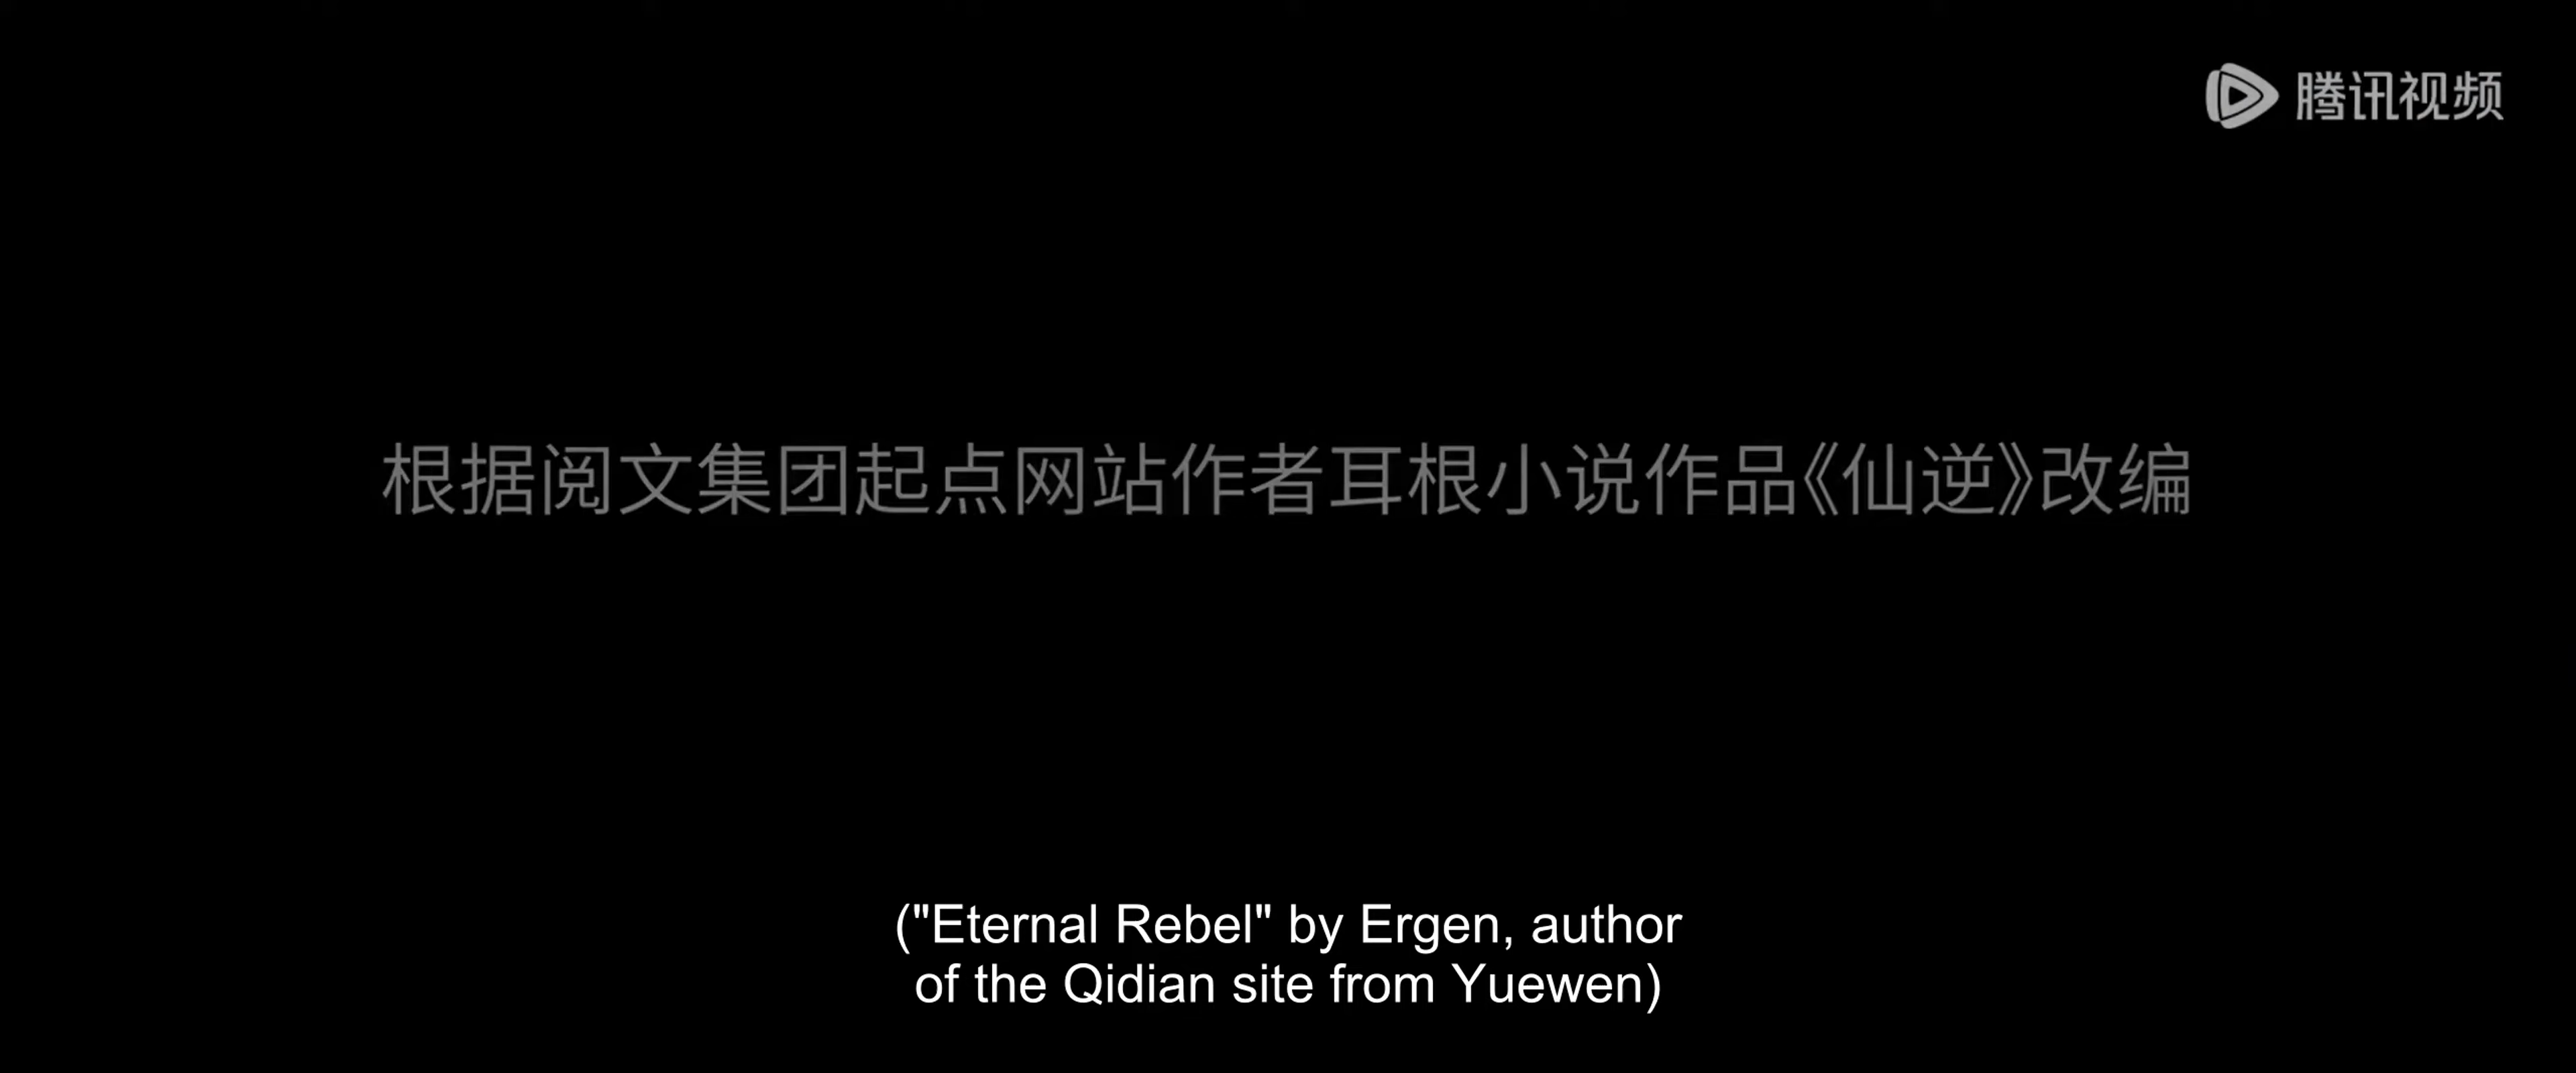 腾讯视频
根据阅文集团起点网站作者耳根小说作品《仙逆》改编
("Eternal Rebel" by Ergen, author
of the Qidian site from Yuewen)